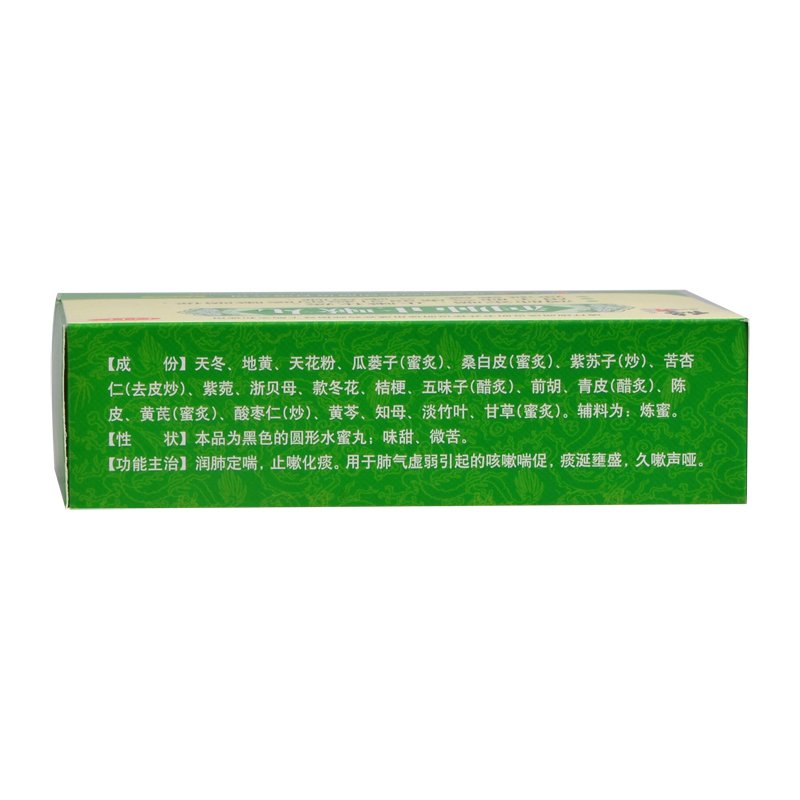 润肺止嗽丸
【成　份】天冬、地黄、天花粉、瓜蒌子(蜜炙)、桑白皮(蜜炙)、紫苏子(炒)、苦杏
仁(去皮炒)、紫菀、浙贝母、款冬花、桔梗、五味子(醋炙)、前胡、青皮(醋炙)、陈
皮、黄芪(蜜炙)、酸枣仁(炒)、黄芩、知母、淡竹叶、甘草(蜜炙)。辅料为：炼蜜。
【性　状】本品为黑色的圆形水蜜丸；味甜、微苦。
【功能主治】润肺定喘，止嗽化痰。用于肺气虚弱引起的咳嗽喘促，痰涎壅盛，久嗽声哑。